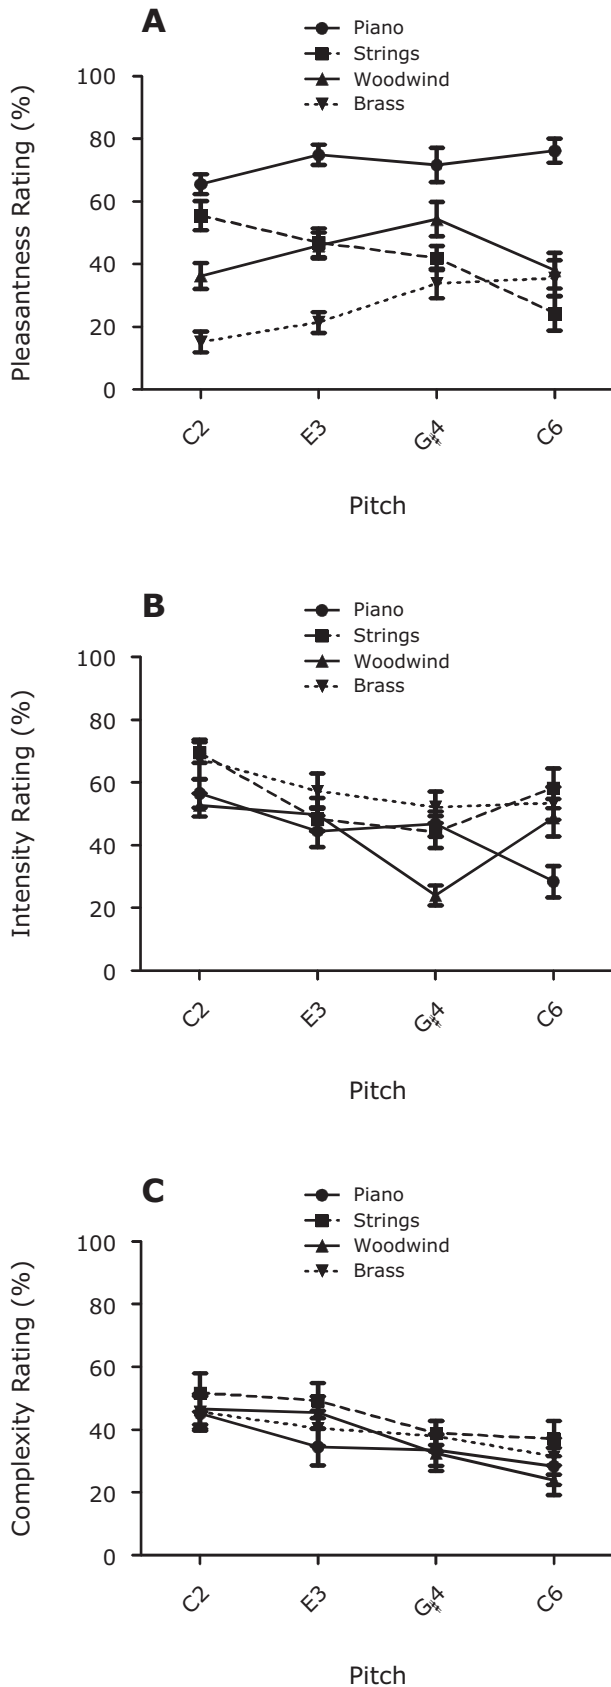 A
Piano
Strings
Woodwind
Brass
Pleasantness Rating (%)
100
80
60
40
20
0
C2
E3
G#4
C6
Pitch
B
Piano
Strings
Woodwind
Brass
Intensity Rating (%)
100
80
60
40
20
0
C2
E3
G#4
C6
Pitch
C
Piano
Strings
Woodwind
Brass
Complexity Rating (%)
100
80
60
40
20
0
C2
E3
G#4
C6
Pitch